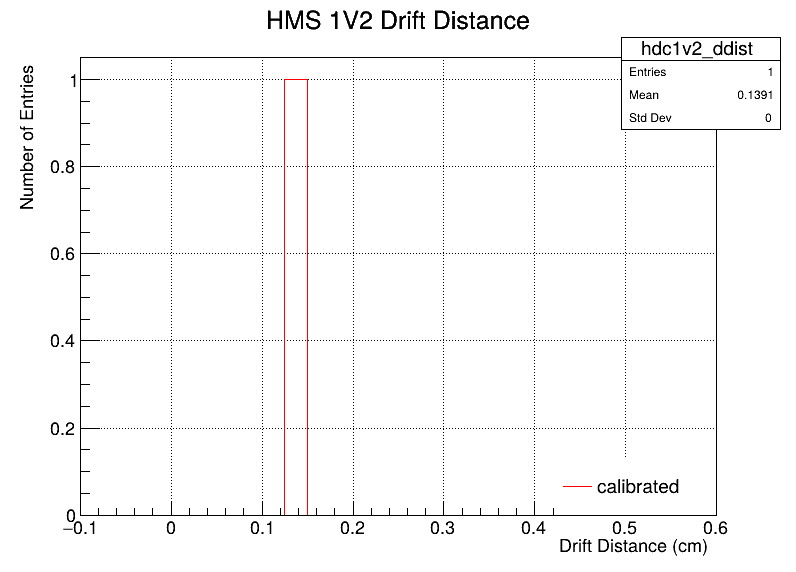 HMS 1V2 Drift Distance
hdc1v2_ddist
Entries 1
Mean 0.1391
Std Dev 0
Number of Entries
1
0.8
0.6
0.4
0.2
0
calibrated
−0.1 0 0.1 0.2 0.3 0.4 0.5 0.6
Drift Distance (cm)